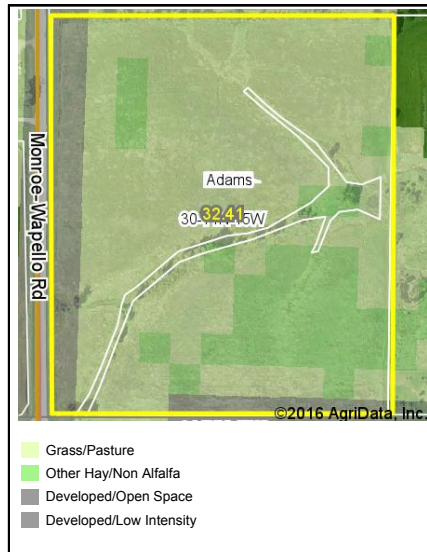 Monroe-Wapello Rd
Adams
32.41
©2016 AgriData, Inc.
Grass/Pasture
Other Hay/Non Alfalfa
Developed/Open Space
Developed/Low Intensity